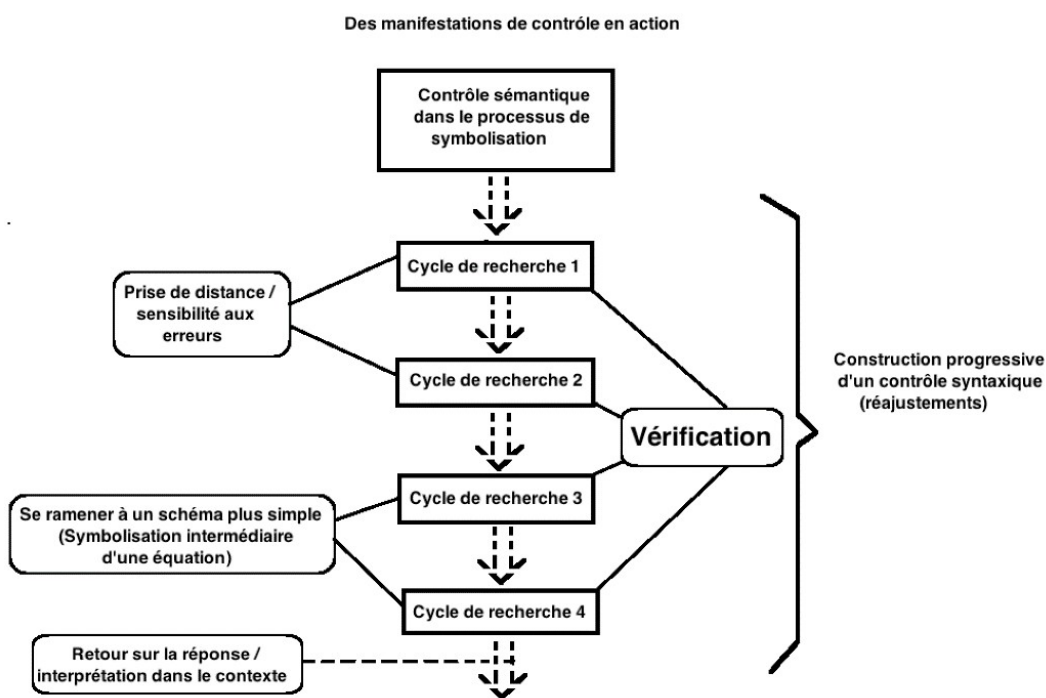 Des manifestations de contróle en action
Contrôle sémantique
dans le processus de
symbolisation
Cycle de recherche 1
Prise de distance /
sensibilité aux
erreurs
Cycle de recherche 2
Construction progressive
d'un contrôle syntaxique
(réajustements)
Vérification
Cycle de recherche 3
Se ramener à un schéma plus simple
(Symbolisation intermédiaire
d'une équation)
Cycle de recherche 4
Retour sur la réponse /
interprétation dans le contexte